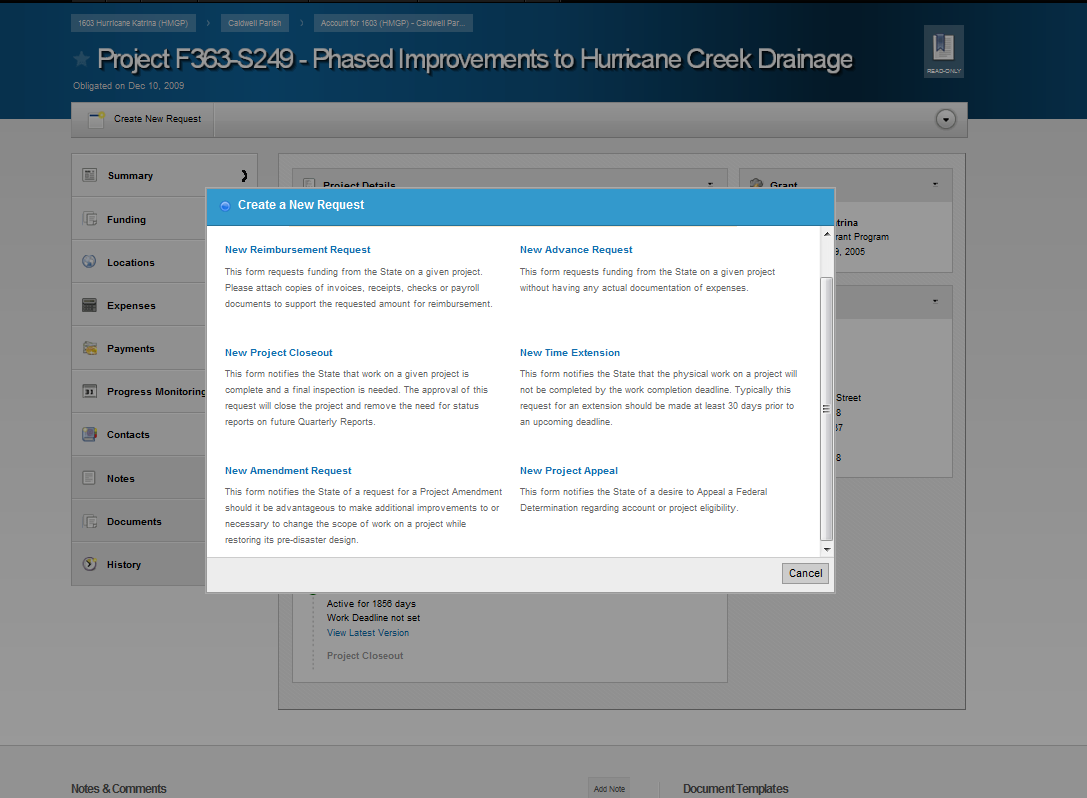 1603 Hurricane Katrina (HMGP)
Caldwell Parish
Account for 1603 (HMGP) - Caldwell Par...
Project F363-S249 - Phased Improvements to Hurricane Creek Drainage
READ-ONLY
Obligated on Dec 10, 2009
Create New Request
Summary
Funding
Locations
Expenses
Payments
Progress Monitoring
Contacts
Notes
Documents
History
Project Details
Grant
trina
rant Program
9, 2005
Street
8
37
8
Create a New Request
New Reimbursement Request
This form requests funding from the State on a given project.
Please attach copies of invoices, receipts, checks or payroll
documents to support the requested amount for reimbursement.
New Advance Request
This form requests funding from the State on a given project
without having any actual documentation of expenses.
New Project Closeout
This form notifies the State that work on a given project is
complete and a final inspection is needed. The approval of this
request will close the project and remove the need for status
reports on future Quarterly Reports.
New Time Extension
This form notifies the State that the physical work on a project will
not be completed by the work completion deadline. Typically this
request for an extension should be made at least 30 days prior to
an upcoming deadline.
New Amendment Request
This form notifies the State of a request for a Project Amendment
should it be advantageous to make additional improvements to or
necessary to change the scope of work on a project while
restoring its pre-disaster design.
New Project Appeal
This form notifies the State of a desire to Appeal a Federal
Determination regarding account or project eligibility.
Cancel
Active for 1856 days
Work Deadline not set
View Latest Version
Project Closeout
Notes & Comments
Add Note
Document Templates